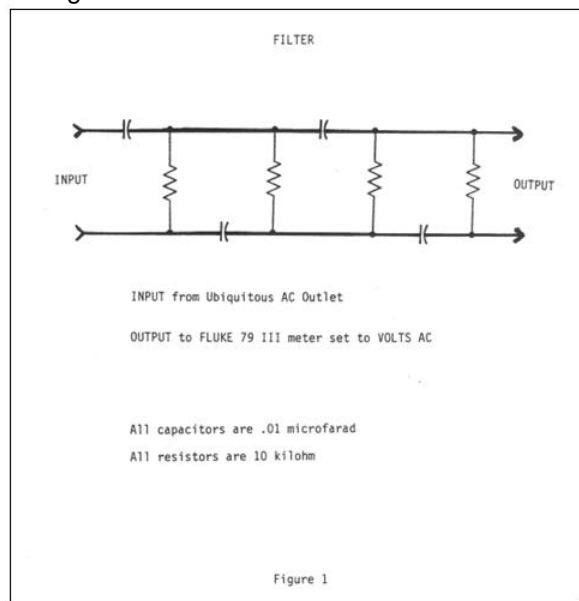 FILTER
INPUT
OUTPUT
INPUT from Ubiquitous AC Outlet
OUTPUT to FLUKE 79 III meter set to VOLTS AC
All capacitors are .01 microfarad
All resistors are 10 kilohm
Figure 1